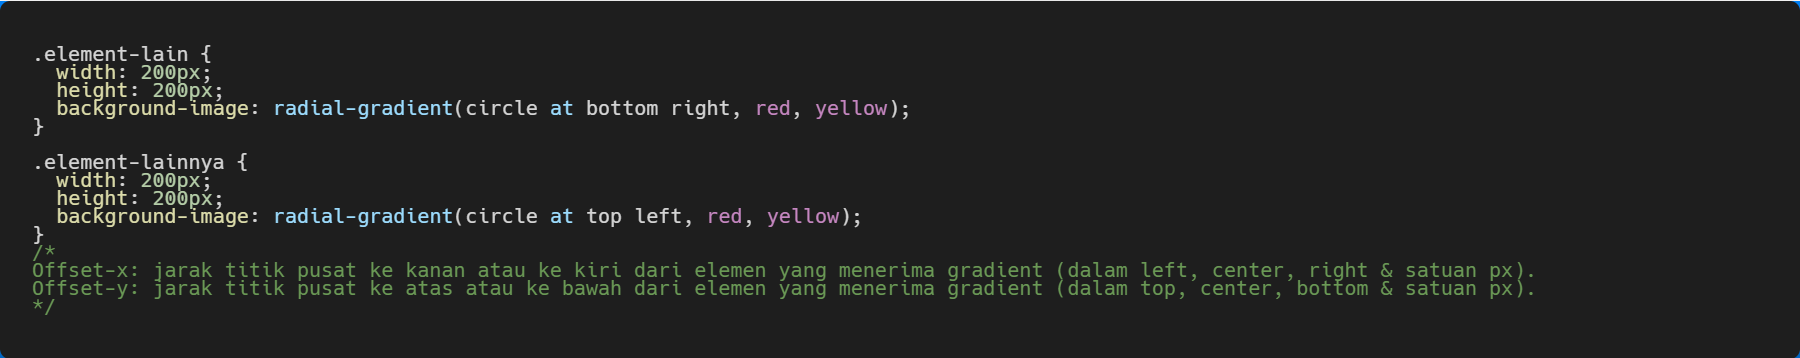 .element-lain {
  width: 200px;
  height: 200px;
  background-image: radial-gradient(circle at bottom right, red, yellow);
}
.element-lainnya {
  width: 200px;
  height: 200px;
  background-image: radial-gradient(circle at top left, red, yellow);
}
/*
Offset-x: jarak titik pusat ke kanan atau ke kiri dari elemen yang menerima gradient (dalam left, center, right & satuan px).
Offset-y: jarak titik pusat ke atas atau ke bawah dari elemen yang menerima gradient (dalam top, center, bottom & satuan px).
*/